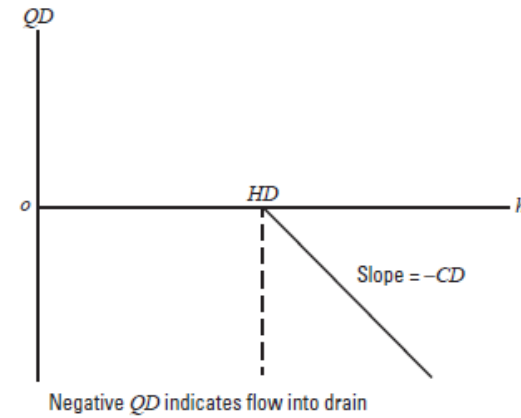 QD
o
HD
h
Slope = −CD
Negative QD indicates flow into drain